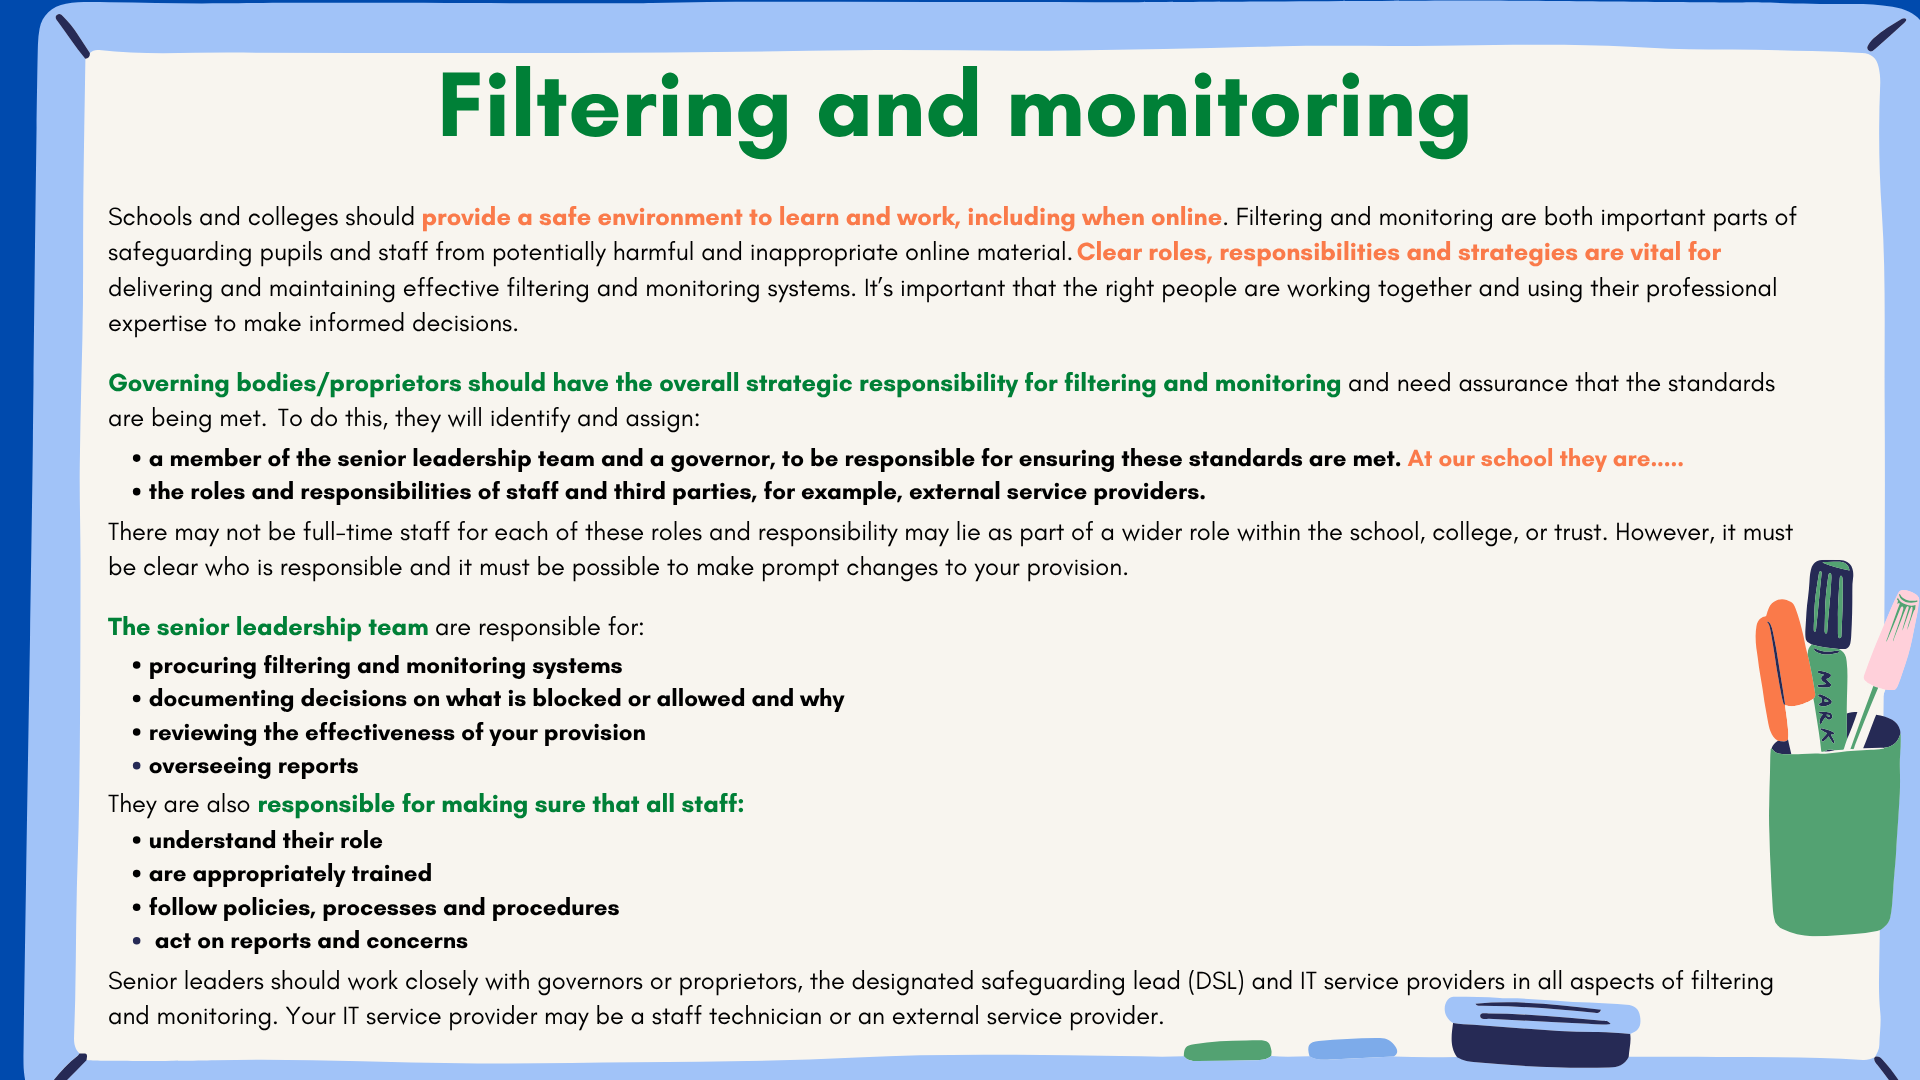 Filtering and monitoring
Schools and colleges should provide a safe environment to learn and work, including when online. Filtering and monitoring are both important parts of
safeguarding pupils and staff from potentially harmful and inappropriate online material. Clear roles, responsibilities and strategies are vital for
delivering and maintaining effective filtering and monitoring systems. It’s important that the right people are working together and using their professional
expertise to make informed decisions.
Governing bodies/proprietors should have the overall strategic responsibility for filtering and monitoring and need assurance that the standards
are being met. To do this, they will identify and assign:
• a member of the senior leadership team and a governor, to be responsible for ensuring these standards are met. At our school they are.....
• the roles and responsibilities of staff and third parties, for example, external service providers.
There may not be full-time staff for each of these roles and responsibility may lie as part of a wider role within the school, college, or trust. However, it must
be clear who is responsible and it must be possible to make prompt changes to your provision.
The senior leadership team are responsible for:
• procuring filtering and monitoring systems
• documenting decisions on what is blocked or allowed and why
• reviewing the effectiveness of your provision
• overseeing reports
They are also responsible for making sure that all staff:
• understand their role
• are appropriately trained
• follow policies, processes and procedures
• act on reports and concerns
Senior leaders should work closely with governors or proprietors, the designated safeguarding lead (DSL) and IT service providers in all aspects of filtering
and monitoring. Your IT service provider may be a staff technician or an external service provider.
MARK